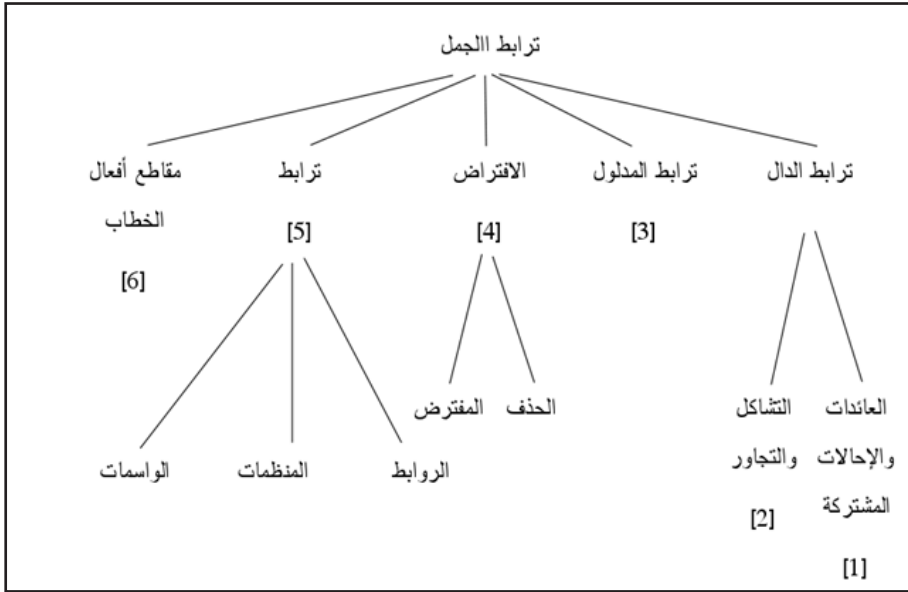 ترابط االجمل
ترابط الدال
ترابط المدلول
[3]
الافتراض
[4]
ترابط
[5]
مقاطع أفعال
الخطاب
[6]
العائدات
والإحالات
المشتركة
[1]
التشاكل
والتجاور
[2]
الحذف
المفترض
الروابط
المنظمات
الواسمات